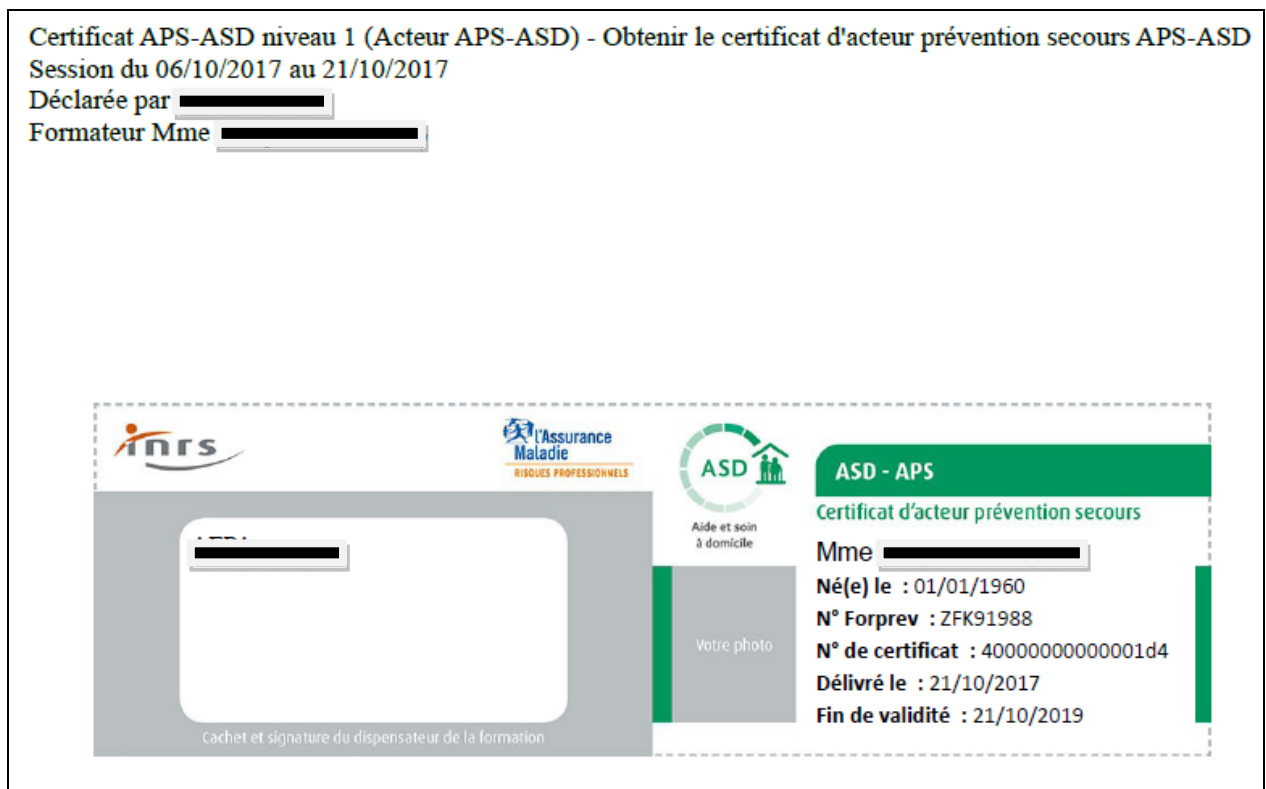 Certificat APS-ASD niveau 1 (Acteur APS-ASD) - Obtenir le certificat d'acteur prévention secours APS-ASD
Session du 06/10/2017 au 21/10/2017
Déclarée par
Formateur Mme
inrs
l'Assurance
Maladie
RISQUES PROFESSIONNELS
Cachet et signature du dispensateur de la formation
ASD
Aide et soin
à domicile
Votre photo
ASD - APS
Certificat d'acteur prévention secours
Mme
Né(e) le : 01/01/1960
N° Forprev : ZFK91988
N° de certificat : 40000000000001d4
Délivré le : 21/10/2017
Fin de validité : 21/10/2019